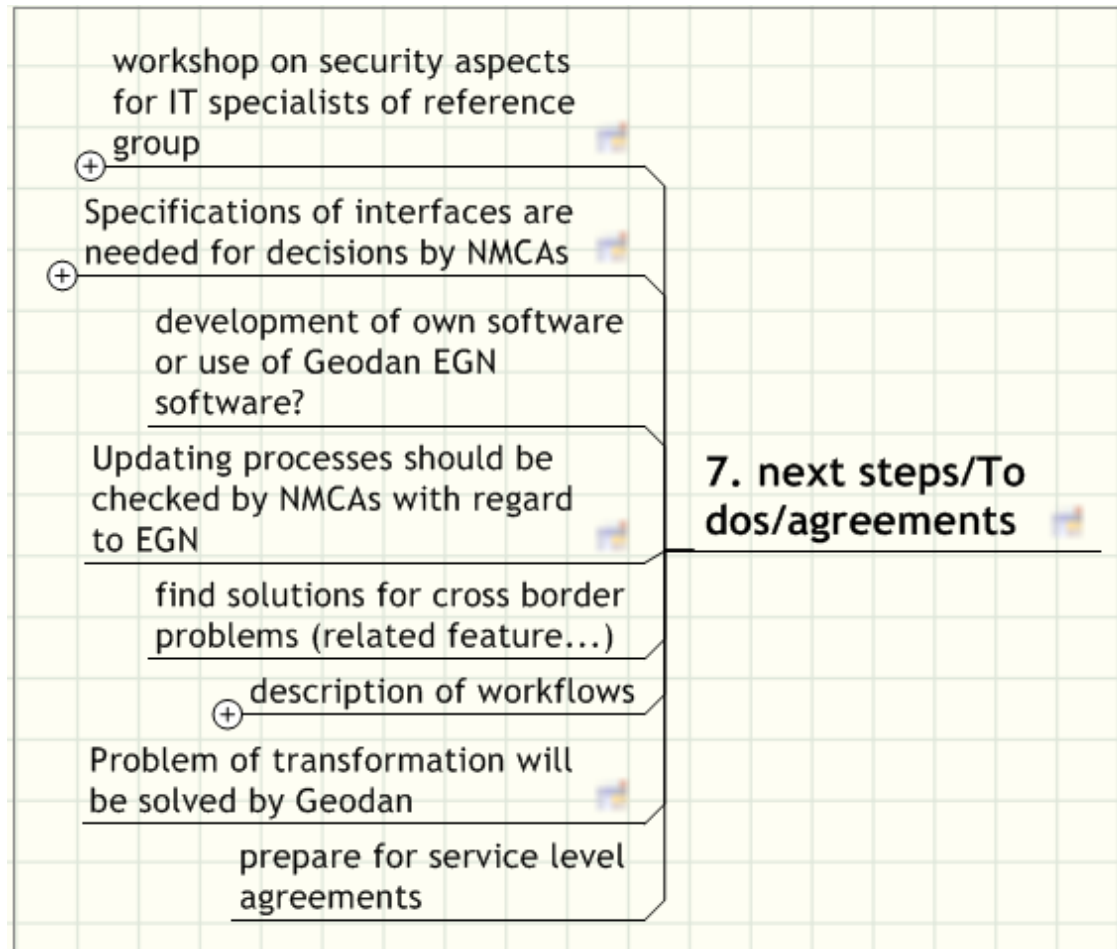 workshop on security aspects
for IT specialists of reference
group
Specifications of interfaces are
needed for decisions by NMCAs
development of own software
or use of Geodan EGN
software?
Updating processes should be
checked by NMCAs with regard
to EGN
find solutions for cross border
problems (related feature...)
description of workflows
Problem of transformation will
be solved by Geodan
prepare for service level
agreements
7. next steps/To
dos/agreements